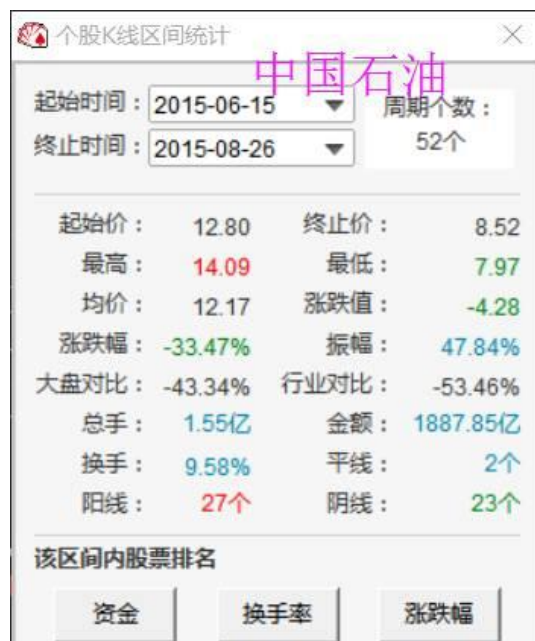 个股K线区间统计
中国石油
起始时间： 2015-06-15 周期个数：
终止时间： 2015-08-26 52个
起始价： 12.80 终止价： 8.52
最高： 14.09 最低： 7.97
均价： 12.17 涨跌值： -4.28
涨跌幅： -33.47% 振幅： 47.84%
大盘对比： -43.34% 行业对比： -53.46%
总手： 1.55亿 金额： 1887.85亿
换手： 9.58% 平线： 2个
阳线： 27个 阴线： 23个
该区间内股票排名
资金 换手率 涨跌幅